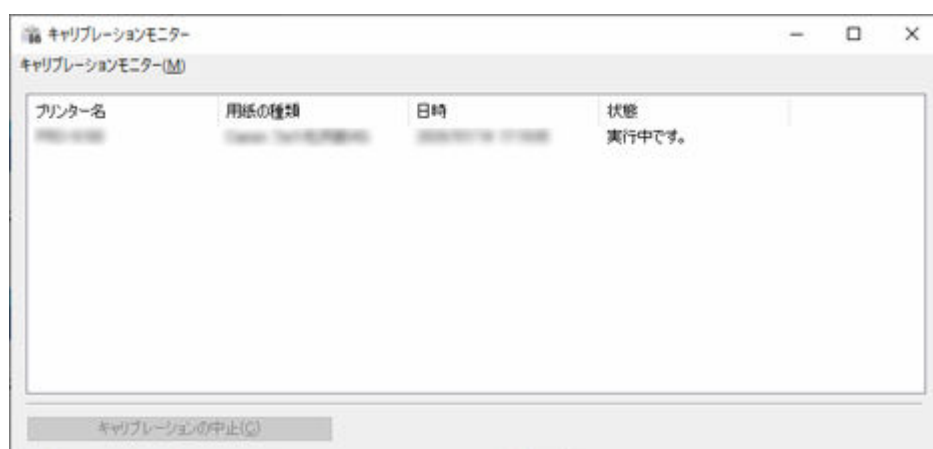 キャリブレーションモニター
キャリブレーションモニター(M)
プリンター名 用紙の種類 日時 状態
実行中です。
キャリブレーションの中止(C)